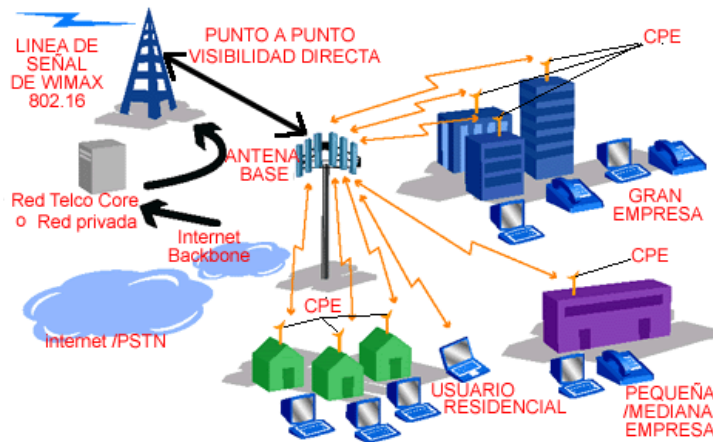 LINEA DE
SEÑAL
DE WIMAX
802.16
PUNTO A PUNTO
VISIBILIDAD DIRECTA
CPE
ANTENA
BASE
Red Telco Core
o Red privada
Internet
Backbone
internet /PSTN
GRAN
EMPRESA
CPE
CPE
USUARIO
RESIDENCIAL
PEQUEÑA
/MEDIANA
EMPRESA